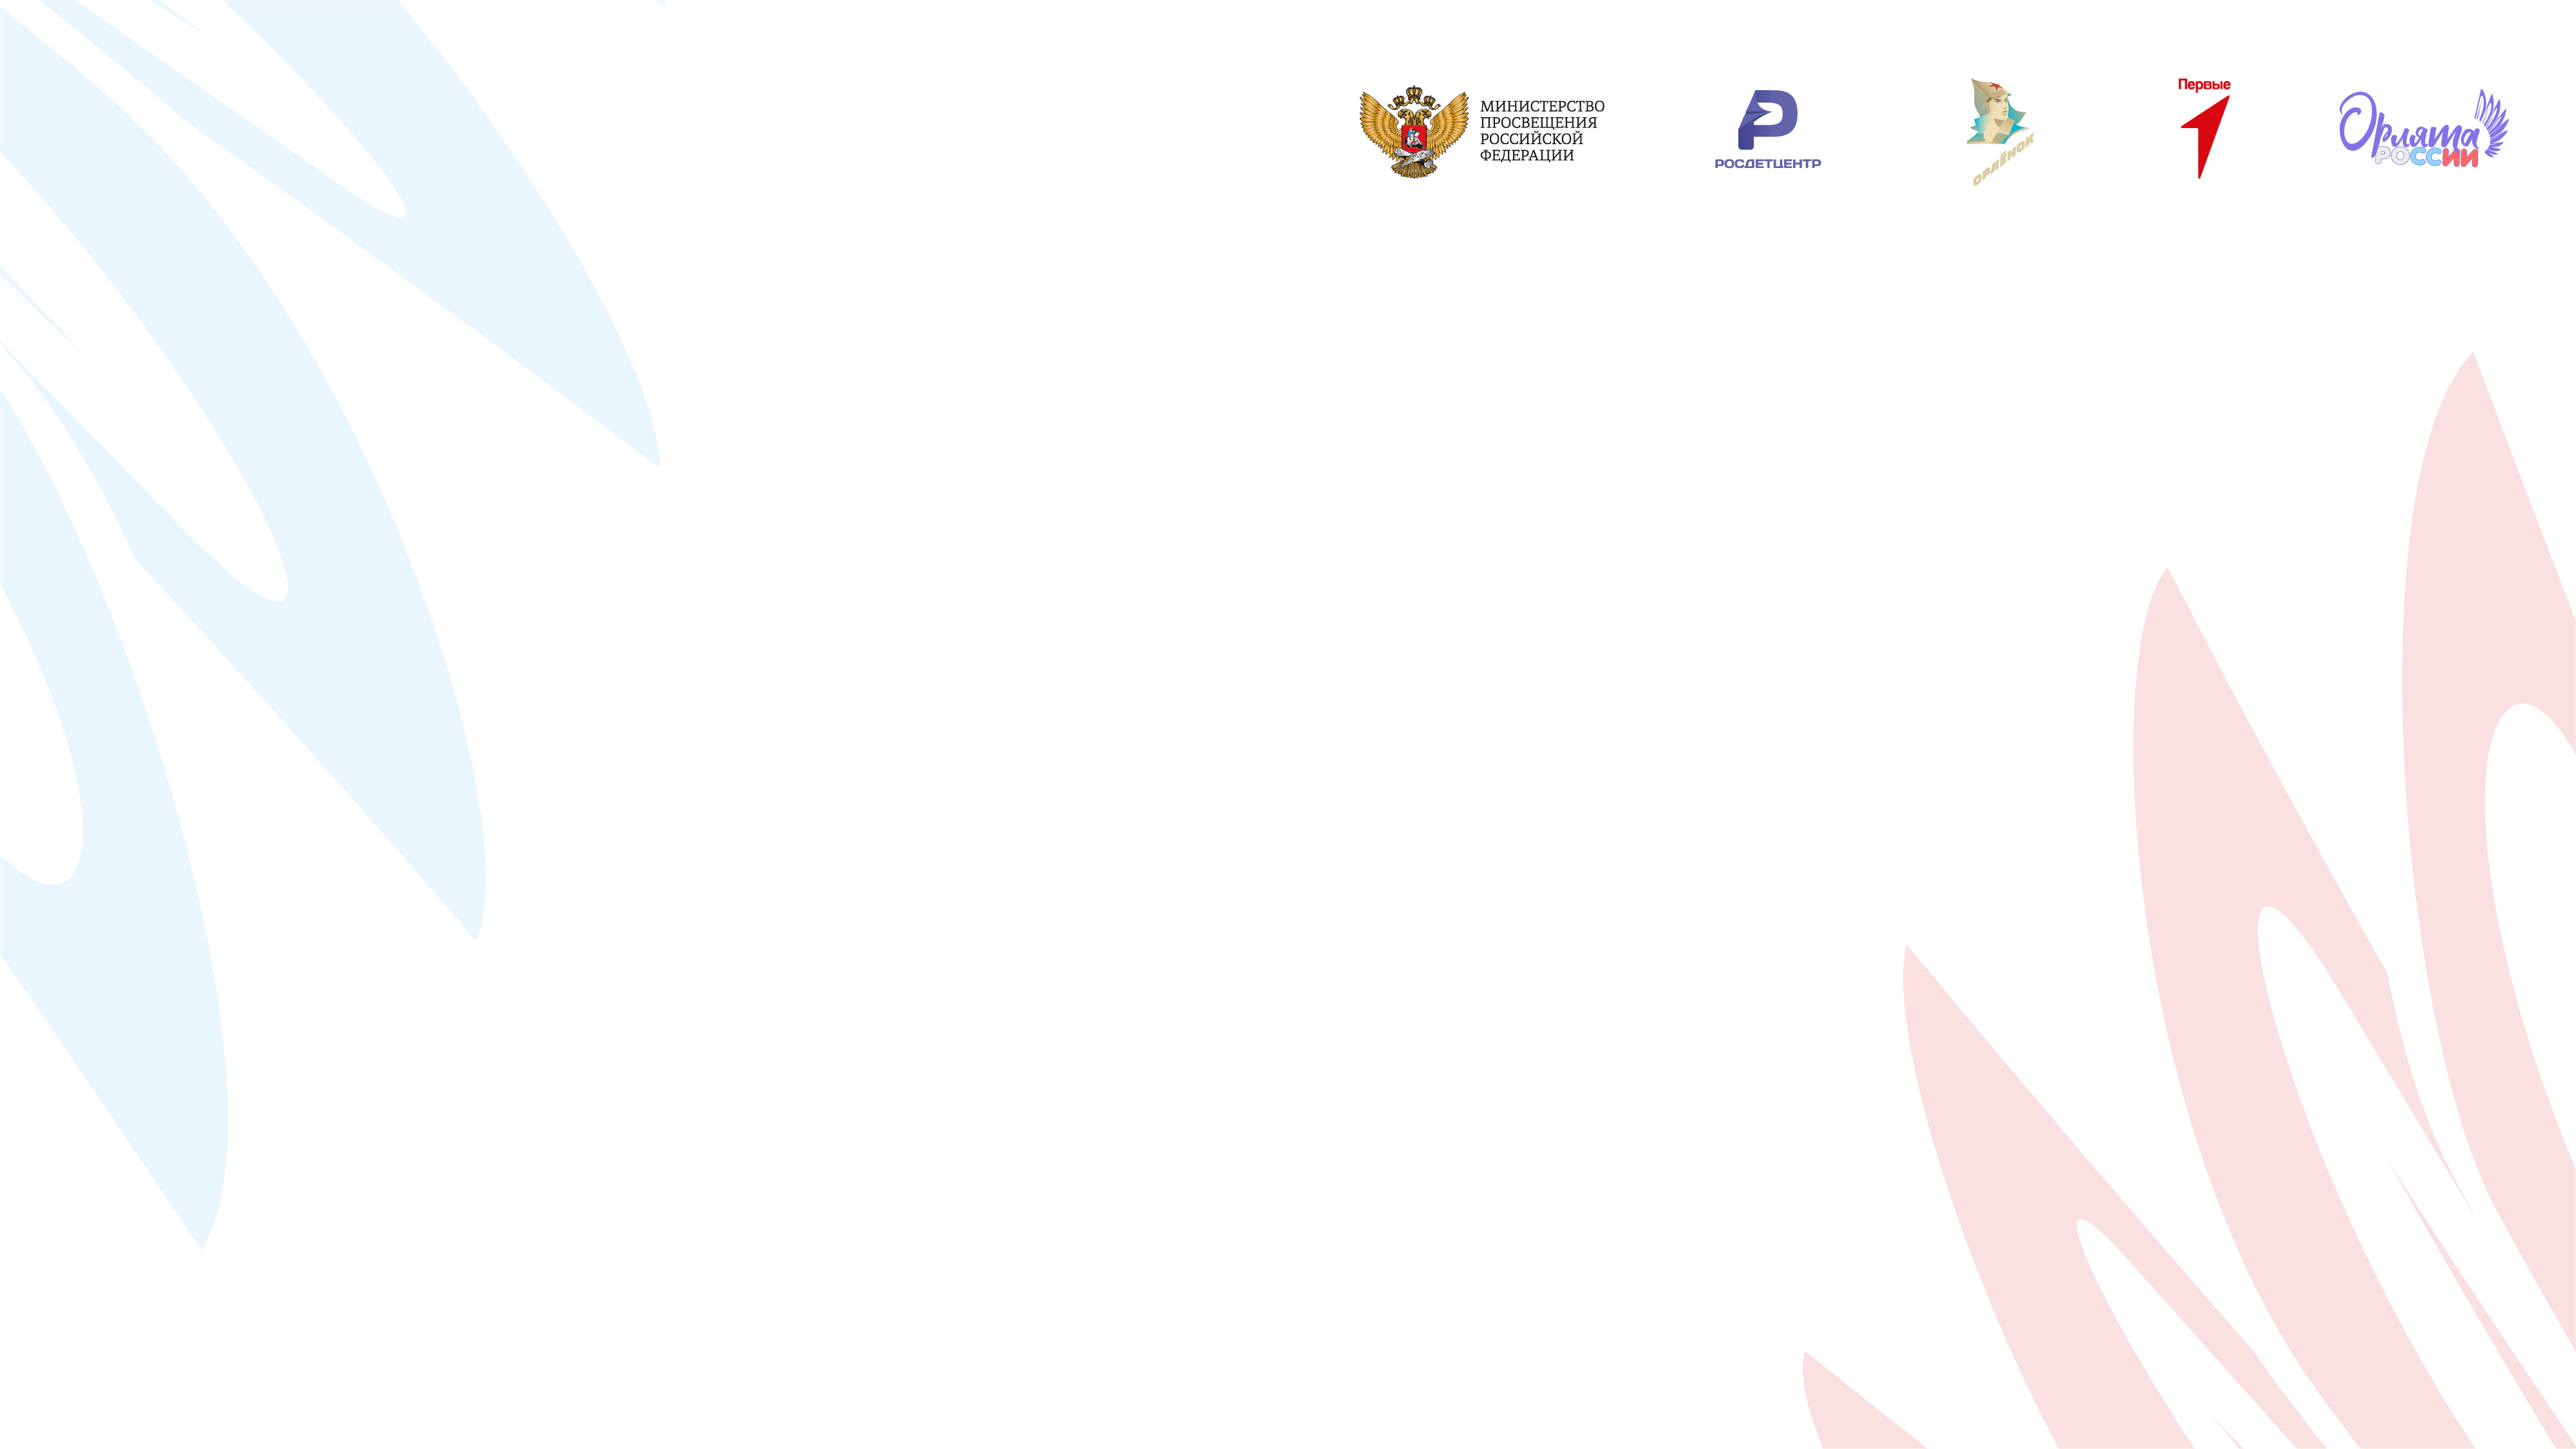 МИНИСТЕРСТВО
ПРОСВЕЩЕНИЯ
РОССИЙСКОЙ
ФЕДЕРАЦИИ
РОСДЕТЦЕНТР
ОРЛЁНОК
Первые
Орлята
РОССИИ